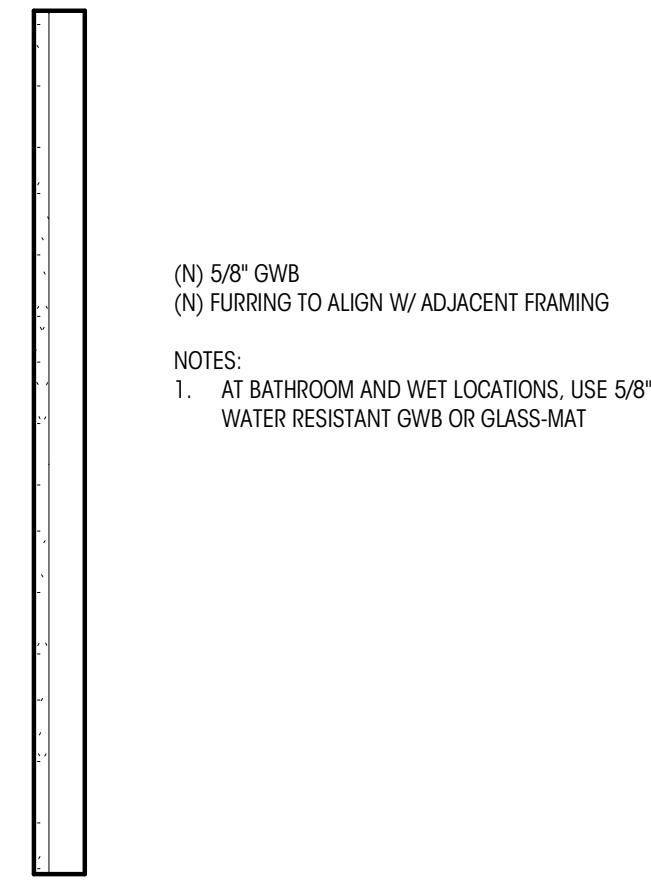 (N) 5/8" GWB
(N) FURRING TO ALIGN W/ ADJACENT FRAMING
NOTES:
1. AT BATHROOM AND WET LOCATIONS, USE 5/8"
WATER RESISTANT GWB OR GLASS-MAT